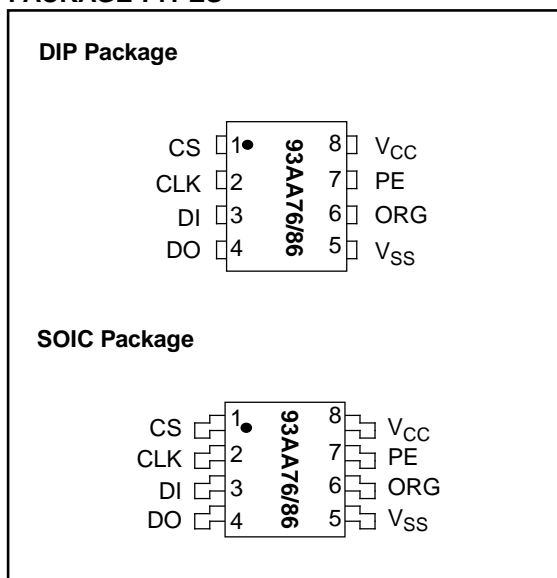 DIP Package
CS 1 8 VCC
CLK 2 7 PE
DI 3 6 ORG
DO 4 5 VSS
93AA76/86
SOIC Package
CS 1 8 VCC
CLK 2 7 PE
DI 3 6 ORG
DO 4 5 VSS
93AA76/86